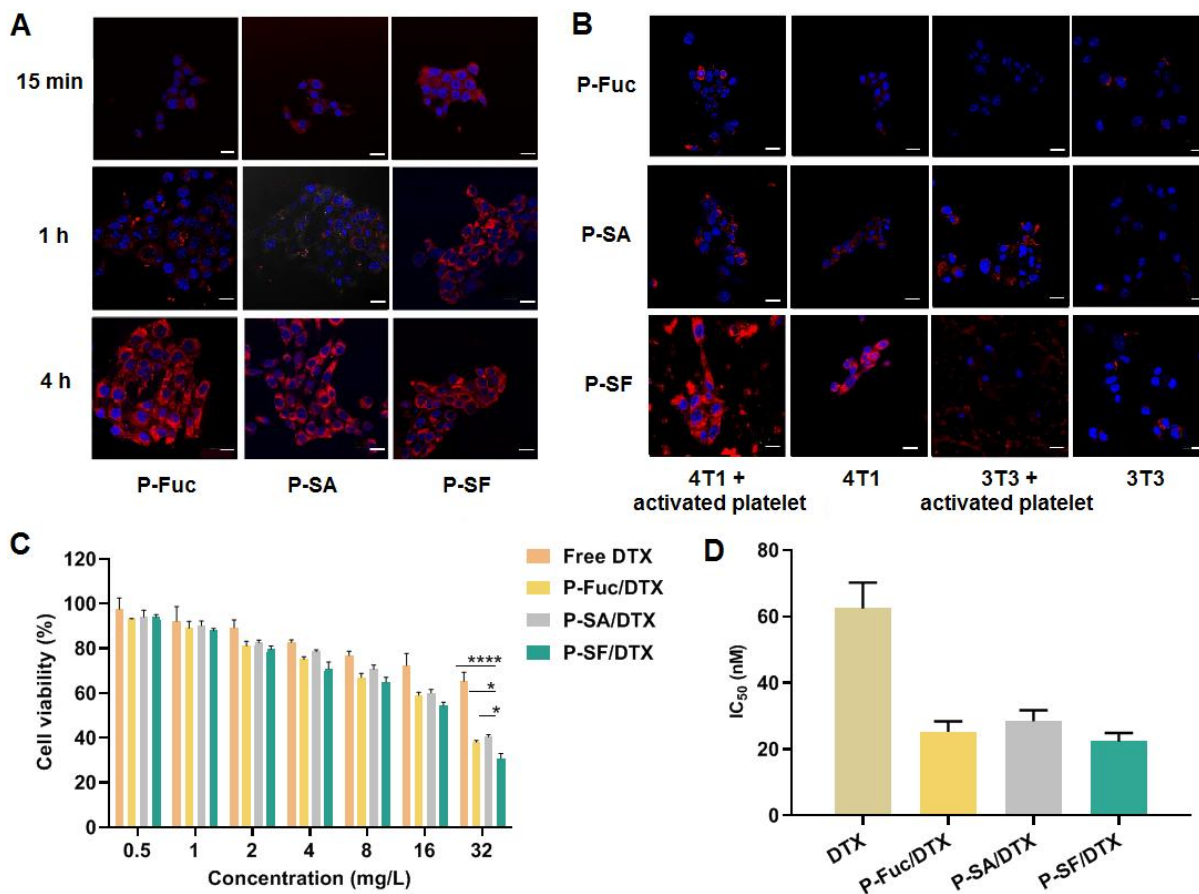 A
15 min
1 h
4 h
P-Fuc
P-SA
P-SF
B
P-Fuc
P-SA
P-SF
4T1 +
activated platelet
4T1
3T3 +
activated platelet
3T3
C
120
100
80
60
40
20
0
Cell viability (%)
0.5
1
2
4
8
16
32
Concentration (mg/L)
****
*
*
Free DTX
P-Fuc/DTX
P-SA/DTX
P-SF/DTX
D
80
60
40
20
0
IC50 (nM)
DTX
P-Fuc/DTX
P-SA/DTX
P-SF/DTX